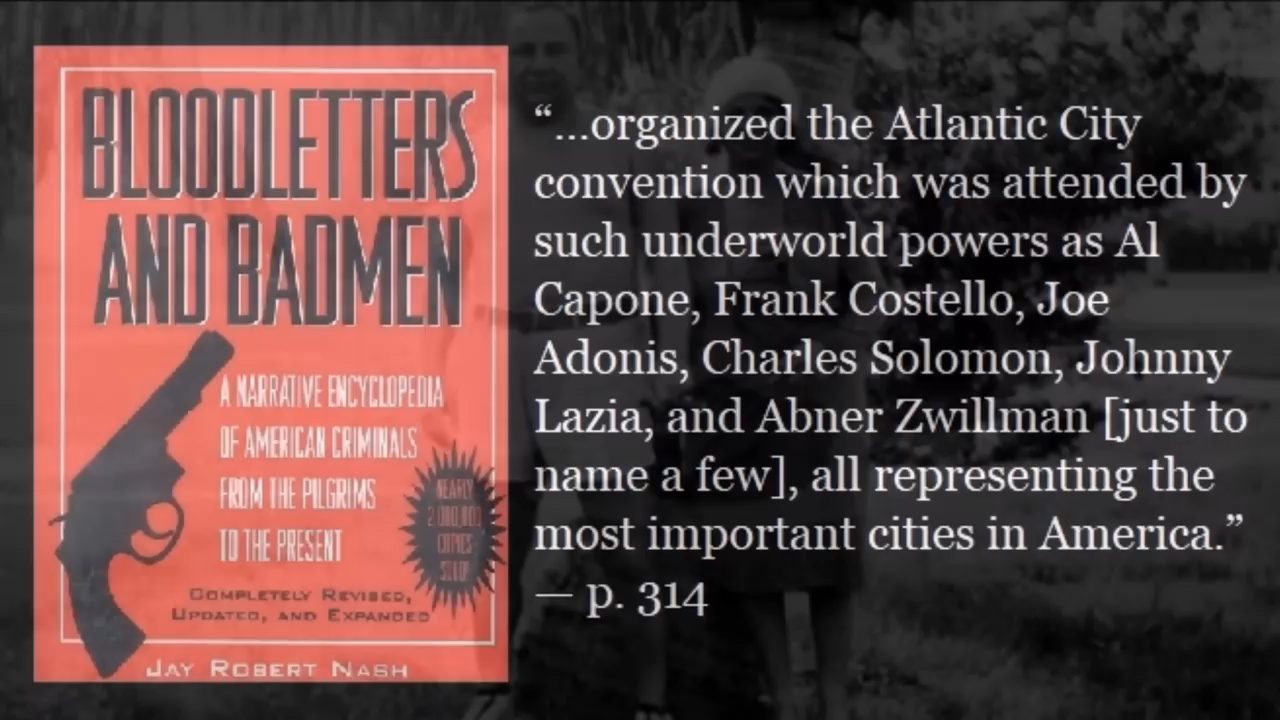 BLOODLETTERS
AND BADMEN
A NARRATIVE ENCYCLOPEDIA
OF AMERICAN CRIMINALS
FROM THE PILGRIMS
TO THE PRESENT
NEARLY
2,000,000
COPIES
SOLD!
COMPLETELY REVISED,
UPDATED, AND EXPANDED
JAY ROBERT NASH
“...organized the Atlantic City
convention which was attended by
such underworld powers as Al
Capone, Frank Costello, Joe
Adonis, Charles Solomon, Johnny
Lazia, and Abner Zwillman [just to
name a few], all representing the
most important cities in America.”
— p. 314